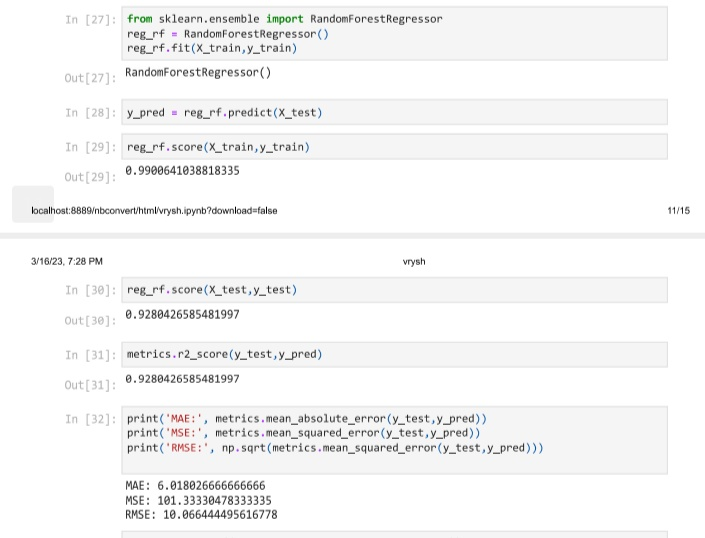 In [27]: from sklearn.ensemble import RandomForestRegressor
reg_rf = RandomForestRegressor()
reg_rf.fit(X_train,y_train)
Out[27]: RandomForestRegressor()
In [28]: y_pred = reg_rf.predict(X_test)
In [29]: reg_rf.score(X_train,y_train)
Out[29]: 0.9900641038818335
localhost:8889/nbconvert/html/vrysh.ipynb?download=false 11/15
3/16/23, 7:28 PM vrysh
In [30]: reg_rf.score(X_test,y_test)
Out[30]: 0.9280426585481997
In [31]: metrics.r2_score(y_test,y_pred)
Out[31]: 0.9280426585481997
In [32]: print('MAE:', metrics.mean_absolute_error(y_test,y_pred))
print('MSE:', metrics.mean_squared_error(y_test,y_pred))
print('RMSE:', np.sqrt(metrics.mean_squared_error(y_test,y_pred)))
MAE: 6.018026666666666
MSE: 101.33330478333335
RMSE: 10.066444495616778